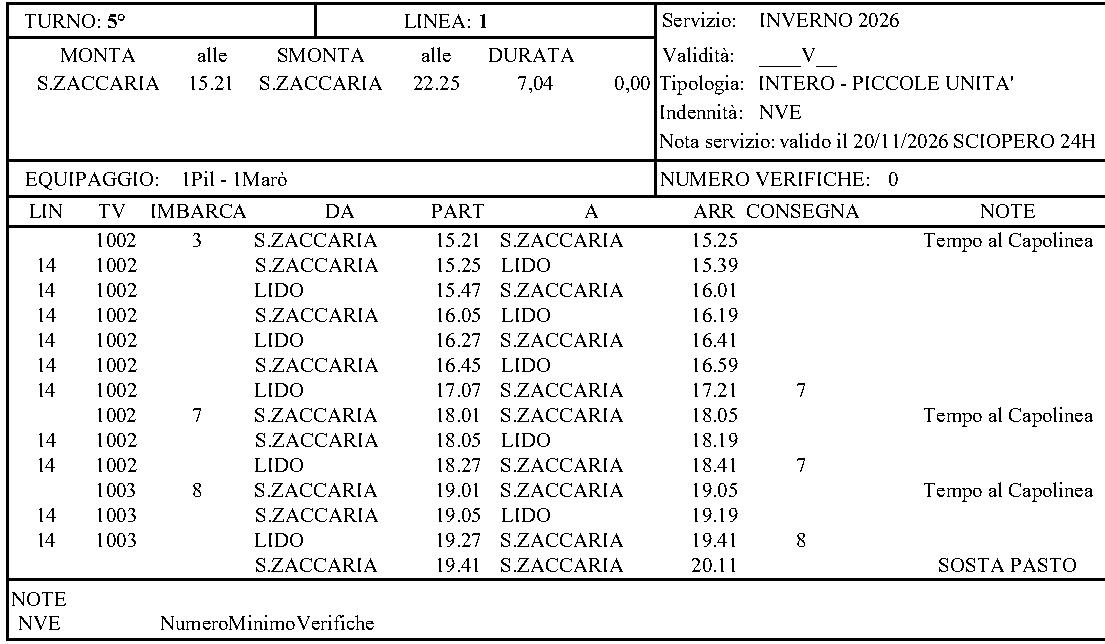 TURNO: 5° LINEA: 1 Servizio: INVERNO 2026
MONTA alle SMONTA alle DURATA Validità: ____V__
S.ZACCARIA 15.21 S.ZACCARIA 22.25 7,04 0,00 Tipologia: INTERO - PICCOLE UNITA'
Indennità: NVE
Nota servizio: valido il 20/11/2026 SCIOPERO 24H
EQUIPAGGIO: 1Pil - 1Marò NUMERO VERIFICHE: 0
LIN TV IMBARCA DA PART A ARR CONSEGNA NOTE
1002 3 S.ZACCARIA 15.21 S.ZACCARIA 15.25 Tempo al Capolinea
14 1002 S.ZACCARIA 15.25 LIDO 15.39
14 1002 LIDO 15.47 S.ZACCARIA 16.01
14 1002 S.ZACCARIA 16.05 LIDO 16.19
14 1002 LIDO 16.27 S.ZACCARIA 16.41
14 1002 S.ZACCARIA 16.45 LIDO 16.59
14 1002 LIDO 17.07 S.ZACCARIA 17.21 7
1002 7 S.ZACCARIA 18.01 S.ZACCARIA 18.05 Tempo al Capolinea
14 1002 S.ZACCARIA 18.05 LIDO 18.19
14 1002 LIDO 18.27 S.ZACCARIA 18.41 7
1003 8 S.ZACCARIA 19.01 S.ZACCARIA 19.05 Tempo al Capolinea
14 1003 S.ZACCARIA 19.05 LIDO 19.19
14 1003 LIDO 19.27 S.ZACCARIA 19.41 8
S.ZACCARIA 19.41 S.ZACCARIA 20.11 SOSTA PASTO
NOTE
NVE NumeroMinimoVerifiche